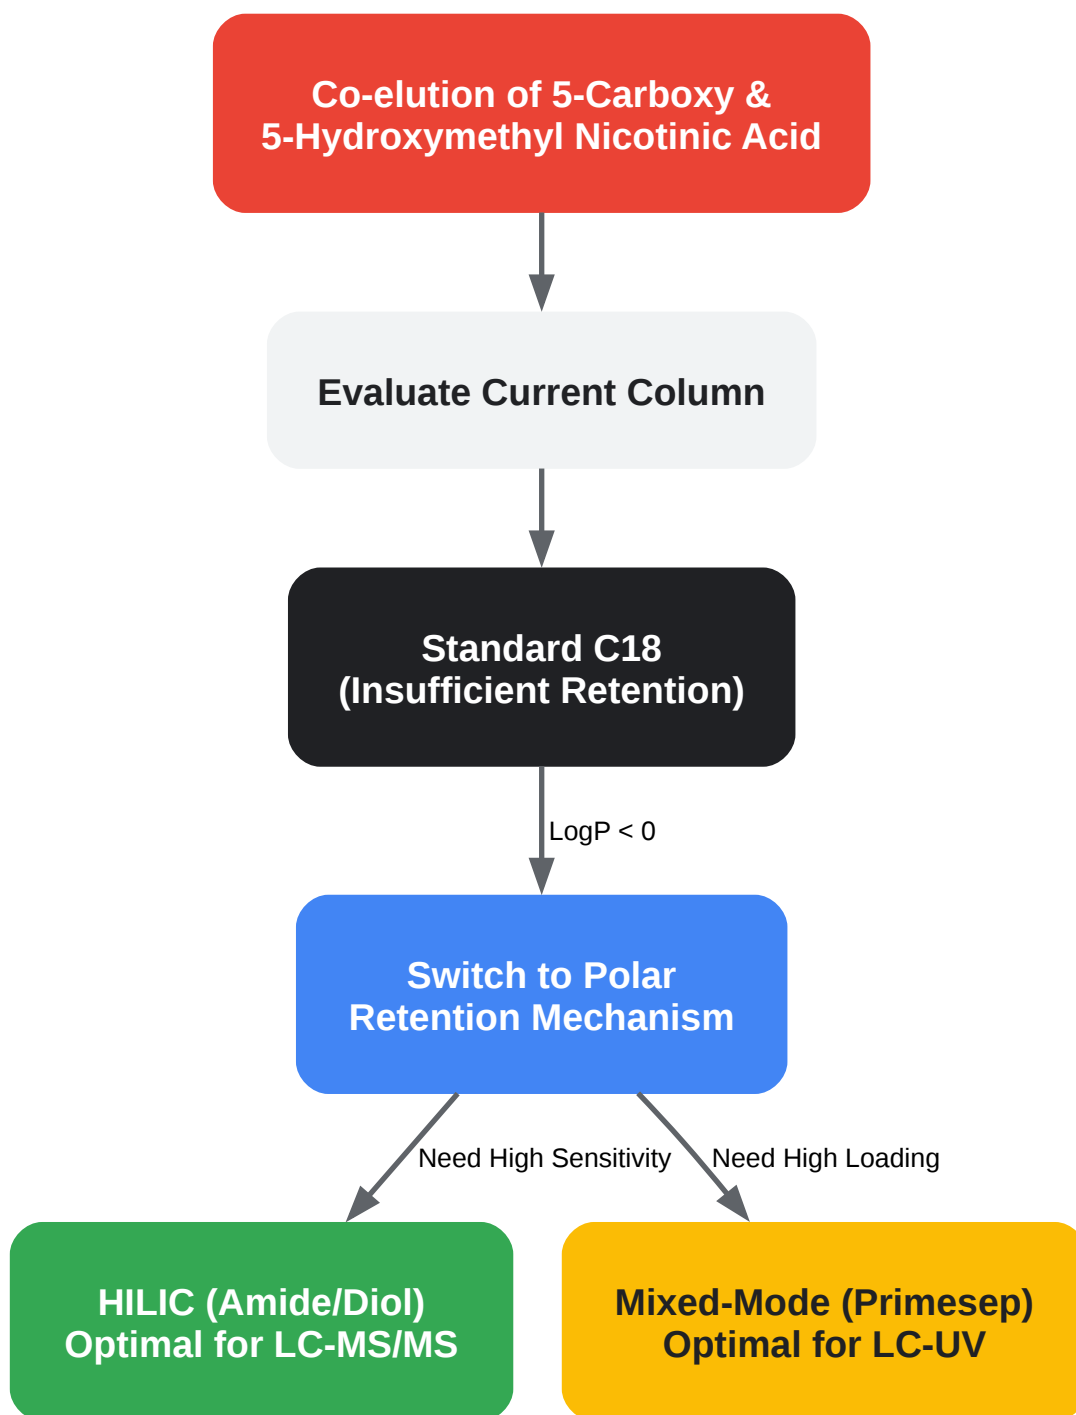 Co-elution of 5-Carboxy &
5-Hydroxymethyl Nicotinic Acid
Evaluate Current Column
Standard C18
(Insufficient Retention)
LogP < 0
Switch to Polar
Retention Mechanism
Need High Sensitivity
Need High Loading
HILIC (Amide/Diol)
Optimal for LC-MS/MS
Mixed-Mode (Primesep)
Optimal for LC-UV